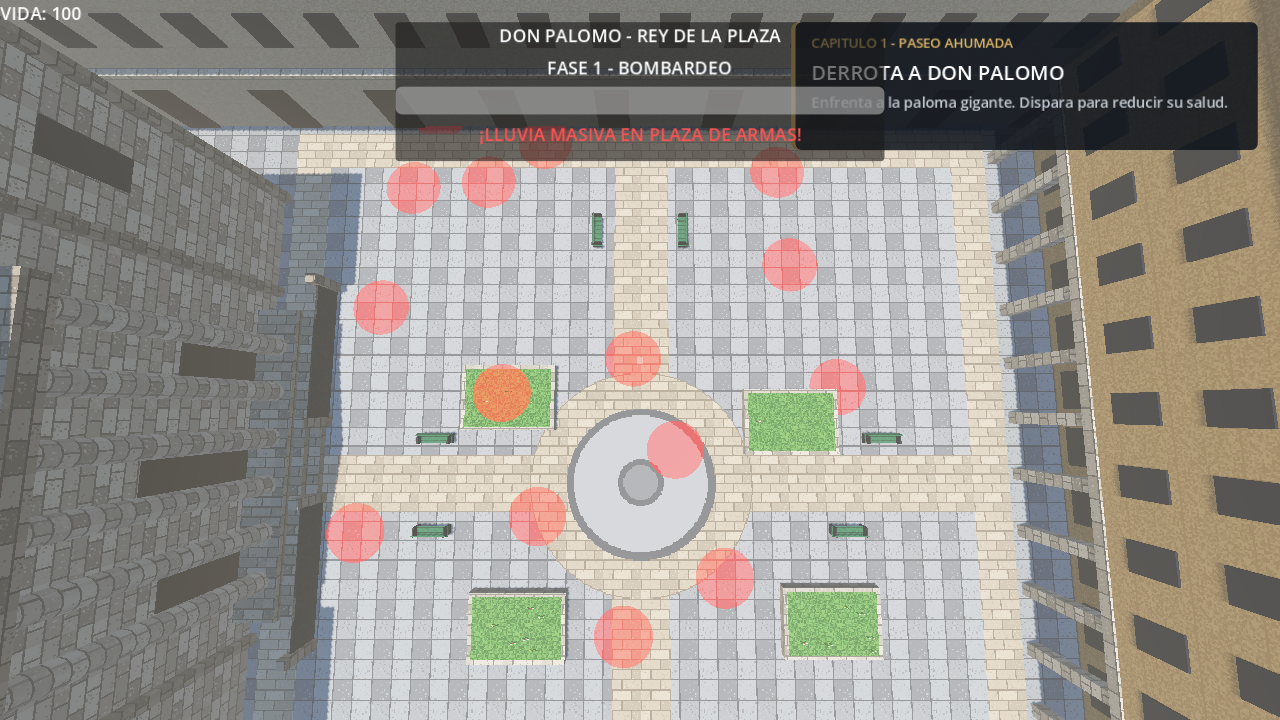 VIDA: 100
DON PALOMO - REY DE LA PLAZA
FASE 1 - BOMBARDEO
¡LLUVIA MASIVA EN PLAZA DE ARMAS!
CAPITULO 1 - PASEO AHUMADA
DERROTA A DON PALOMO
Enfrenta a la paloma gigante. Dispara para reducir su salud.